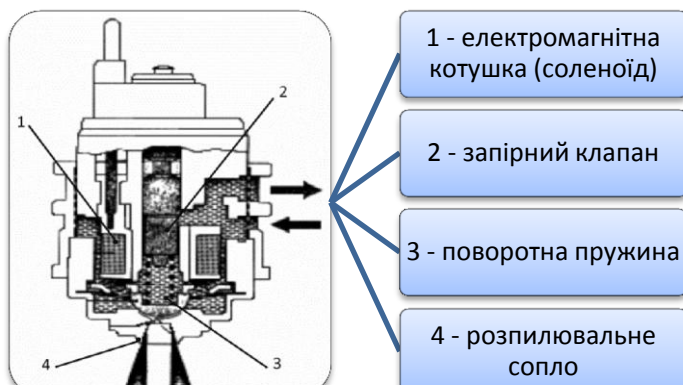 1
2
3
4
1 - електромагнітна
котушка (соленоїд)
2 - запірний клапан
3 - поворотна пружина
4 - розпилювальне
сопло